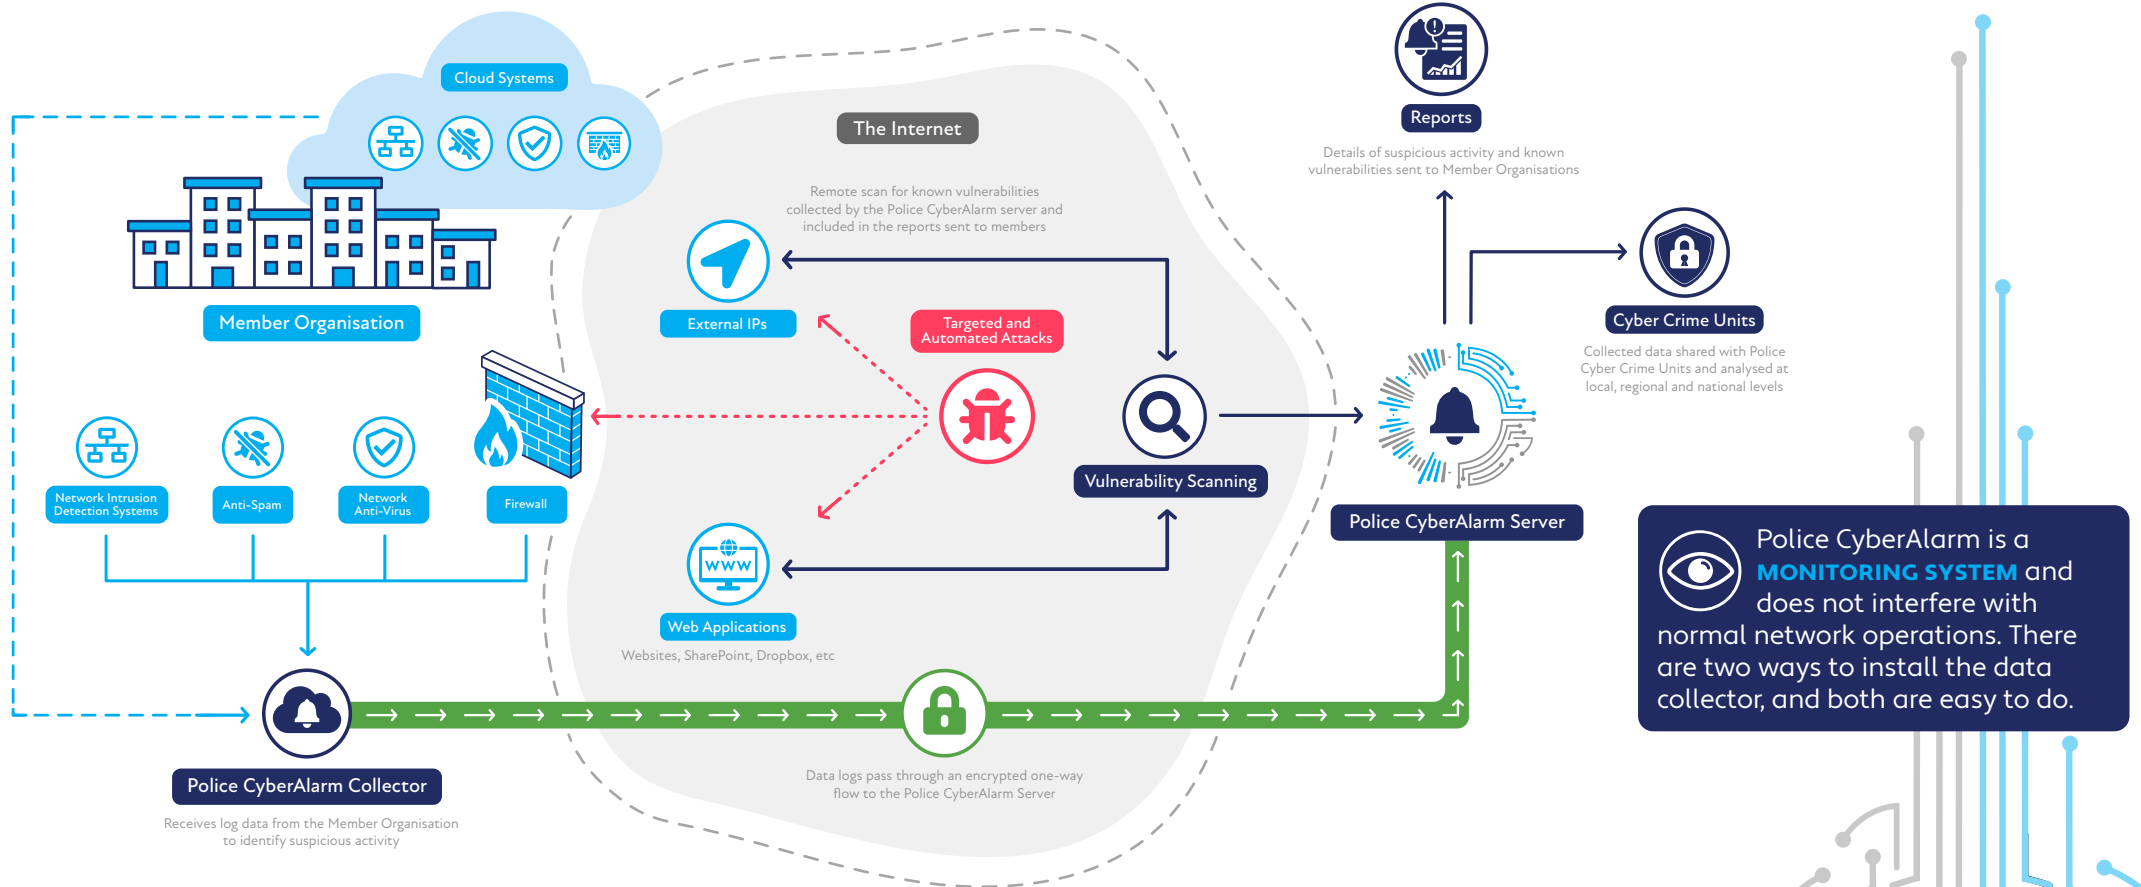 Cloud Systems
Member Organisation
Network Intrusion
Detection Systems
Anti-Spam
Network
Anti-Virus
Firewall
Police CyberAlarm Collector
Receives log data from the Member Organisation
to identify suspicious activity
The Internet
Remote scan for known vulnerabilities
collected by the Police CyberAlarm server and
included in the reports sent to members
External IPs
Targeted and
Automated Attacks
Vulnerability Scanning
WWW
Web Applications
Websites, SharePoint, Dropbox, etc
Data logs pass through an encrypted one-way
flow to the Police CyberAlarm Server
Reports
Details of suspicious activity and known
vulnerabilities sent to Member Organisations
Cyber Crime Units
Collected data shared with Police
Cyber Crime Units and analysed at
local, regional and national levels
Police CyberAlarm Server
Police CyberAlarm is a
MONITORING SYSTEM and
does not interfere with
normal network operations. There
are two ways to install the data
collector, and both are easy to do.